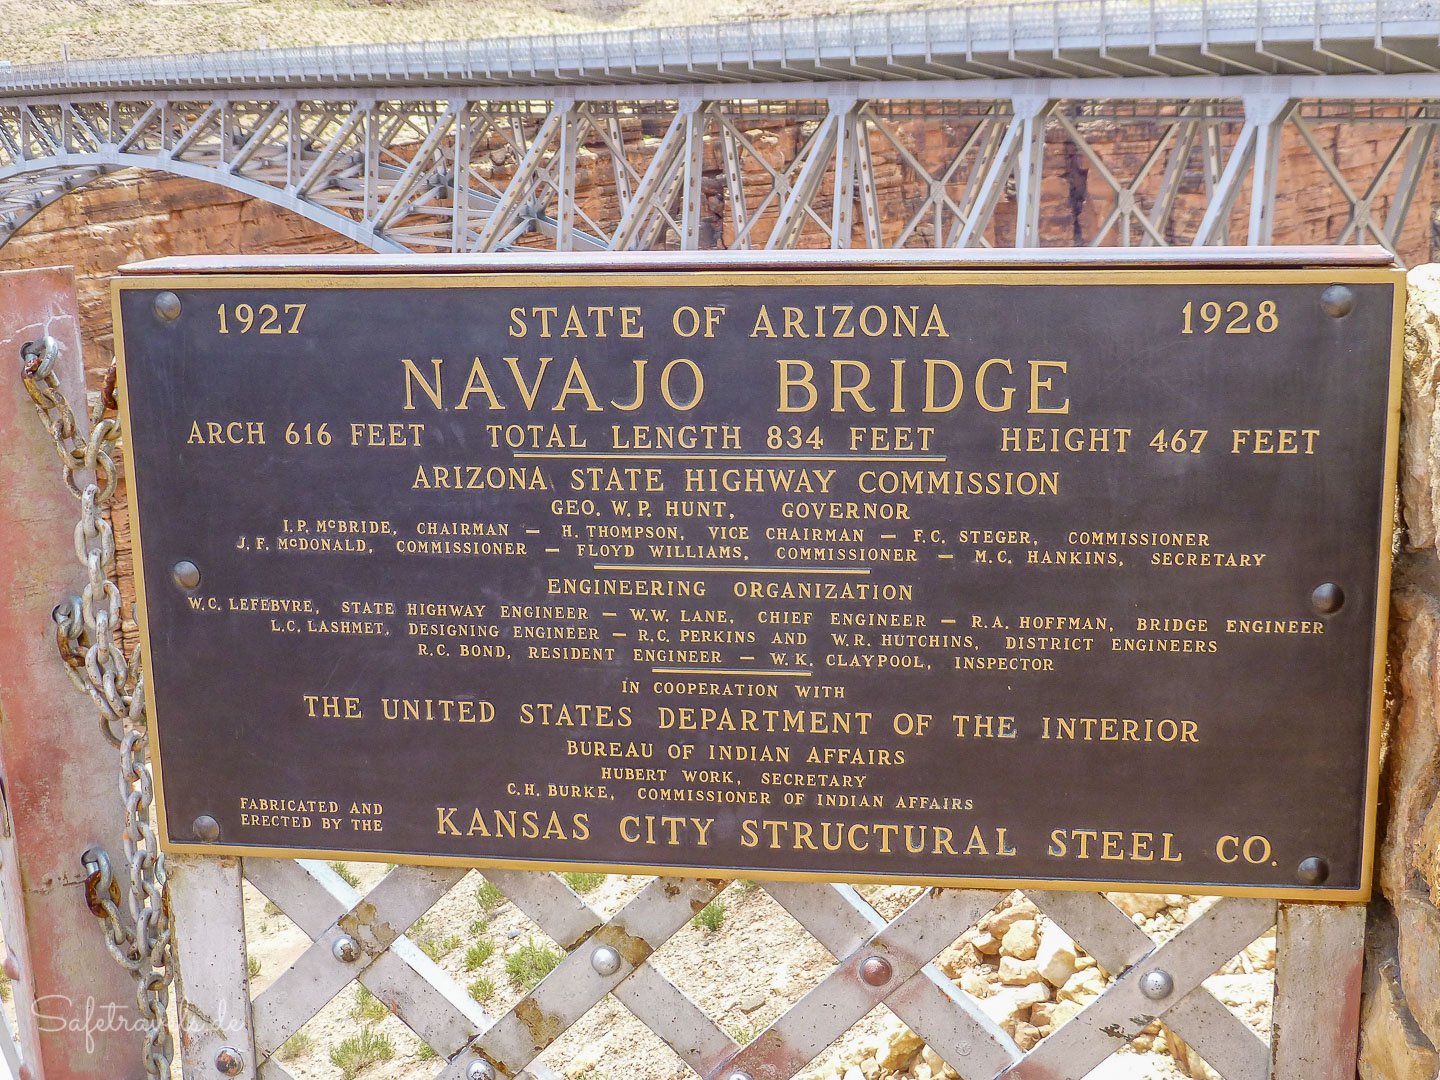 1927 STATE OF ARIZONA 1928
NAVAJO BRIDGE
ARCH 616 FEET TOTAL LENGTH 834 FEET HEIGHT 467 FEET
ARIZONA STATE HIGHWAY COMMISSION
GEO. W. P. HUNT, GOVERNOR
I.P. McBRIDE, CHAIRMAN — H. THOMPSON, VICE CHAIRMAN — F.C. STEGER, COMMISSIONER
J. F. McDONALD, COMMISSIONER — FLOYD WILLIAMS, COMMISSIONER — M.C. HANKINS, SECRETARY
ENGINEERING ORGANIZATION
W.C. LEFEBVRE, STATE HIGHWAY ENGINEER — W.W. LANE, CHIEF ENGINEER — R.A. HOFFMAN, BRIDGE ENGINEER
L.C. LASHMET, DESIGNING ENGINEER — R.C. PERKINS AND W.R. HUTCHINS, DISTRICT ENGINEERS
R.C. BOND, RESIDENT ENGINEER — W.K. CLAYPOOL, INSPECTOR
IN COOPERATION WITH
THE UNITED STATES DEPARTMENT OF THE INTERIOR
BUREAU OF INDIAN AFFAIRS
HUBERT WORK, SECRETARY
C.H. BURKE, COMMISSIONER OF INDIAN AFFAIRS
FABRICATED AND
ERECTED BY THE
KANSAS CITY STRUCTURAL STEEL CO.
Safetravels.de